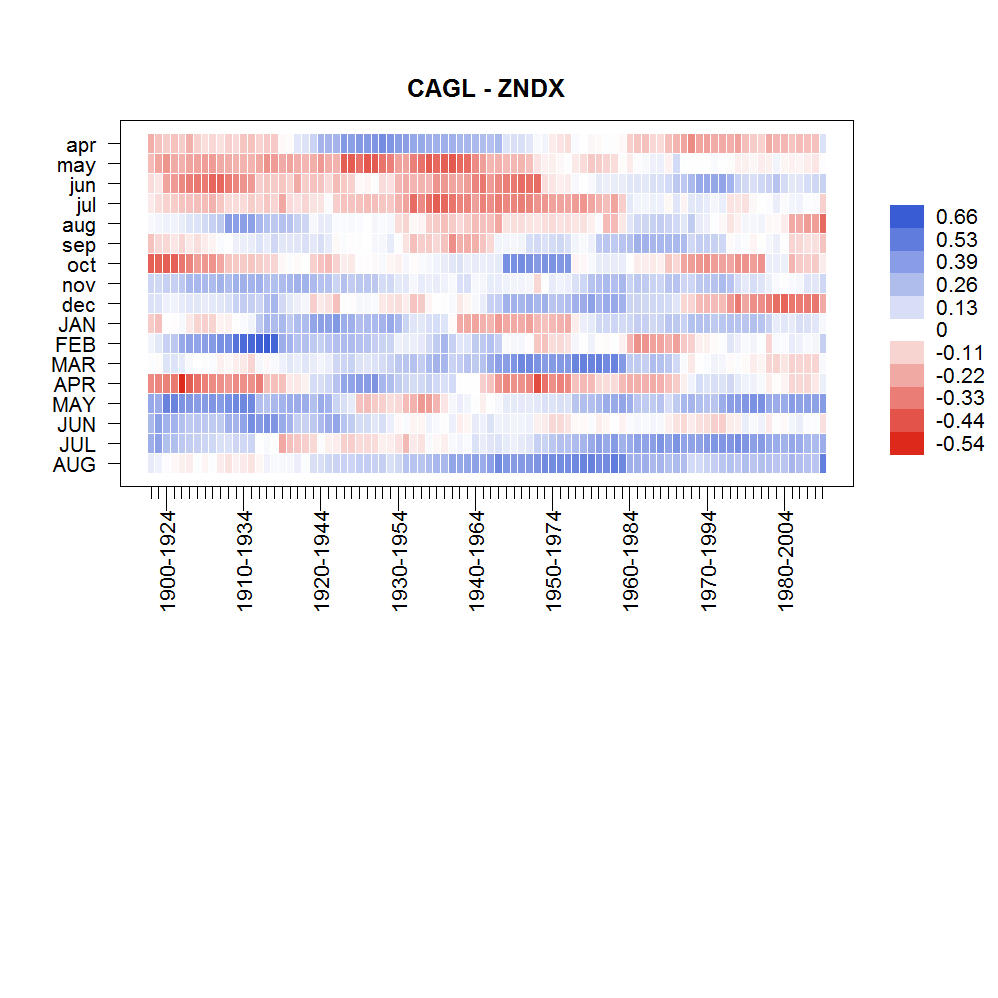 CAGL - ZNDX
apr
may
jun
jul
aug
sep
oct
nov
dec
JAN
FEB
MAR
APR
MAY
JUN
JUL
AUG
0.66
0.53
0.39
0.26
0.13
0
-0.11
-0.22
-0.33
-0.44
-0.54
1900-1924
1910-1934
1920-1944
1930-1954
1940-1964
1950-1974
1960-1984
1970-1994
1980-2004